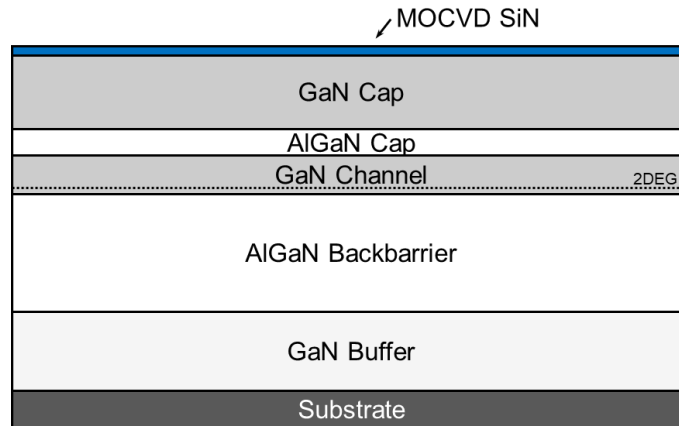 MOCVD SiN
GaN Cap
AlGaN Cap
GaN Channel
2DEG
AlGaN Backbarrier
GaN Buffer
Substrate